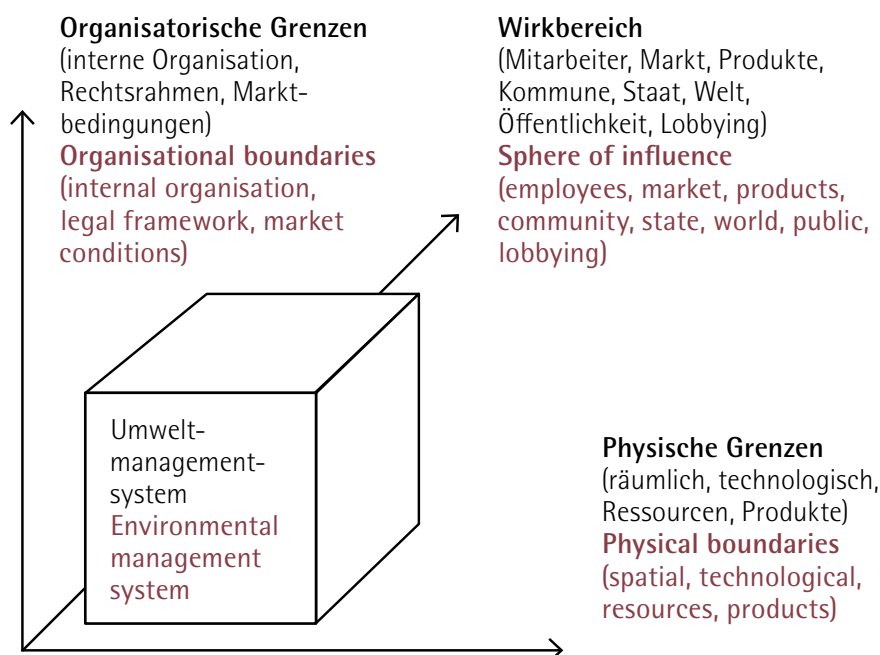 Organisatorische Grenzen
(interne Organisation,
Rechtsrahmen, Markt-
bedingungen)
Organisational boundaries
(internal organisation,
legal framework, market
conditions)
Wirkbereich
(Mitarbeiter, Markt, Produkte,
Kommune, Staat, Welt,
Öffentlichkeit, Lobbying)
Sphere of influence
(employees, market, products,
community, state, world, public,
lobbying)
Umwelt-
management-
system
Environmental
management
system
Physische Grenzen
(räumlich, technologisch,
Ressourcen, Produkte)
Physical boundaries
(spatial, technological,
resources, products)